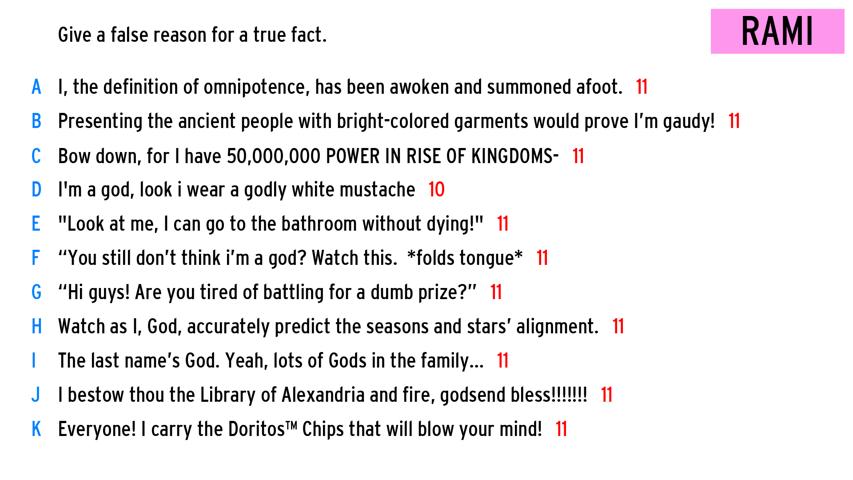 Give a false reason for a true fact.
RAMI
A I, the definition of omnipotence, has been awoken and summoned afoot. 11
B Presenting the ancient people with bright-colored garments would prove I'm gaudy! 11
C Bow down, for I have 50,000,000 POWER IN RISE OF KINGDOMS- 11
D I'm a god, look i wear a godly white mustache 10
E "Look at me, I can go to the bathroom without dying!" 11
F “You still don't think i'm a god? Watch this. *folds tongue* 11
G “Hi guys! Are you tired of battling for a dumb prize?” 11
H Watch as I, God, accurately predict the seasons and stars’ alignment. 11
I The last name’s God. Yeah, lots of Gods in the family... 11
J I bestow thou the Library of Alexandria and fire, godsend bless!!!!!!! 11
K Everyone! I carry the Doritos™ Chips that will blow your mind! 11